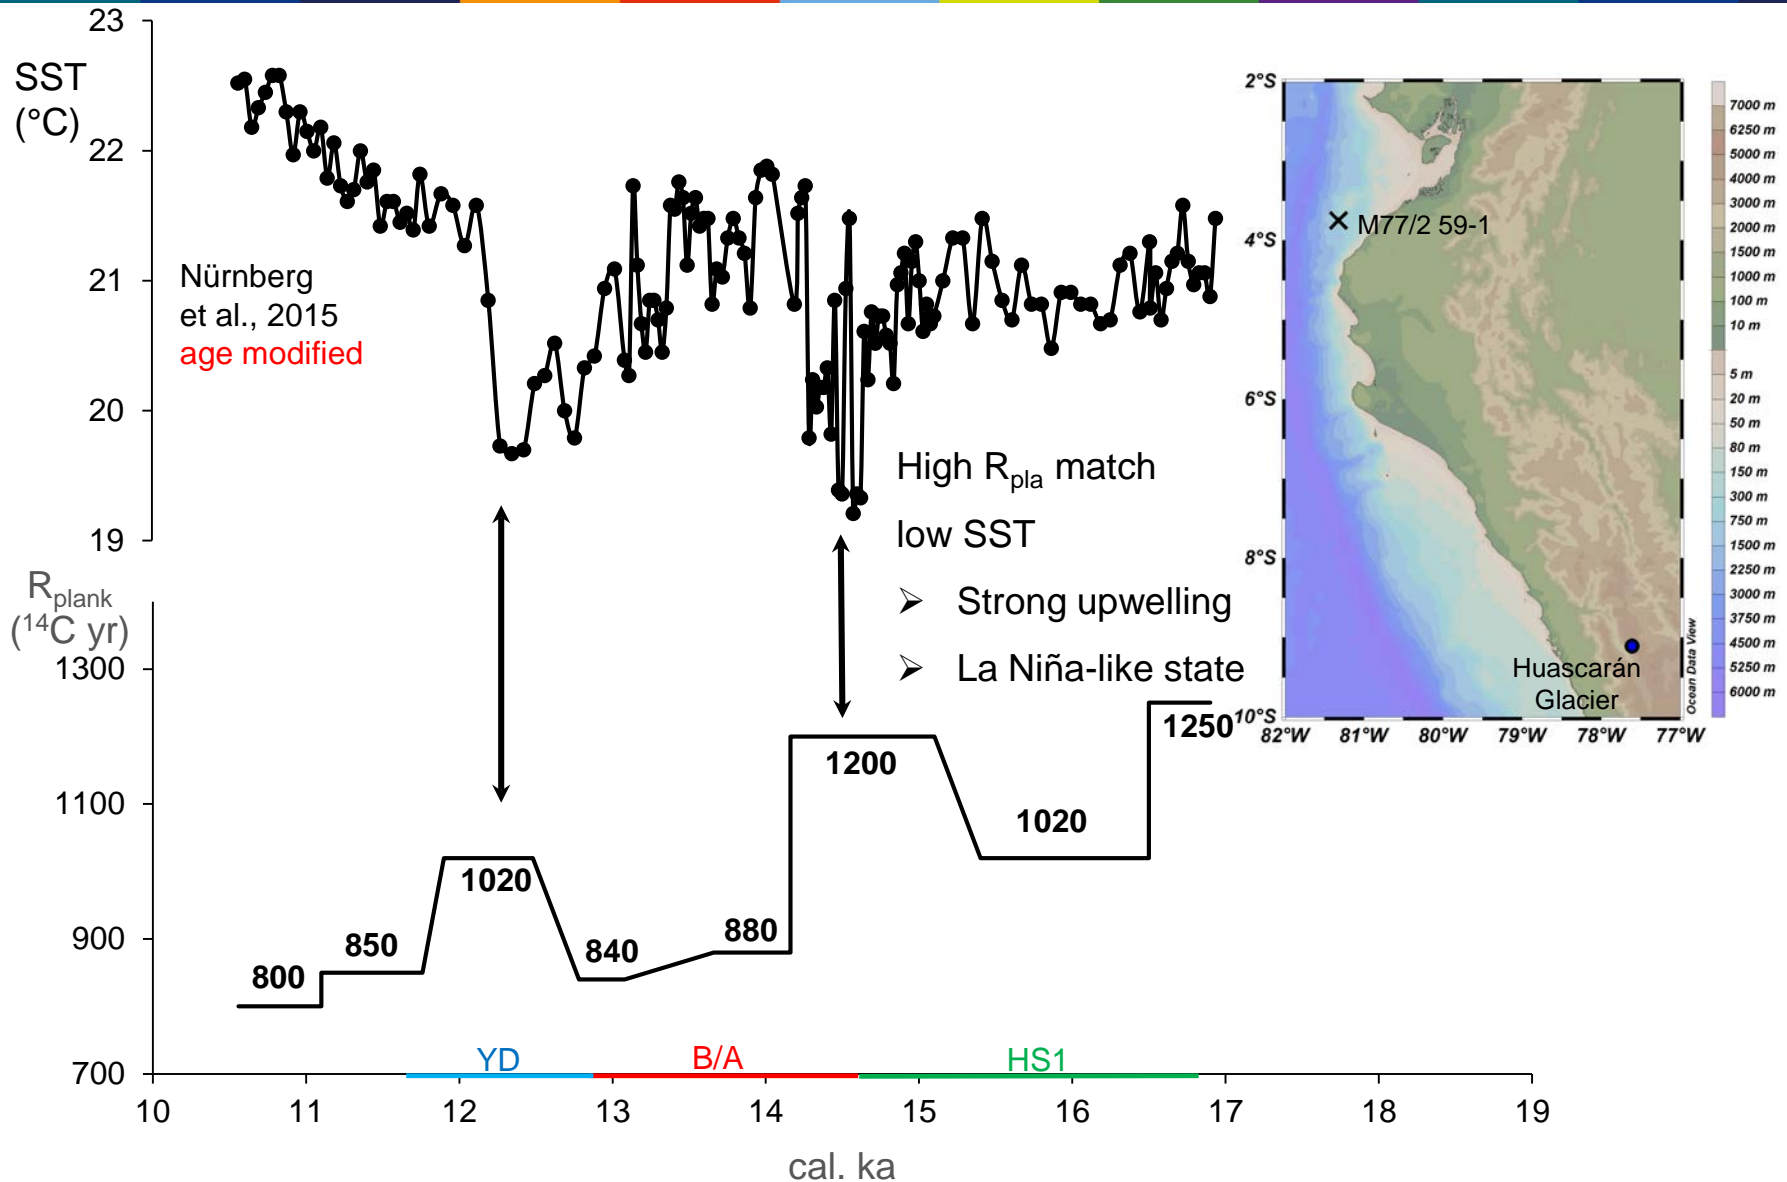 23
SST
(°C)
22
21
20
19
Nürnberg
et al., 2015
age modified
High Rpla match
low SST
➢ Strong upwelling
➢ La Niña-like state
Rplank
(14C yr)
1300
1100
900
700
800
850
1020
840
880
1200
1020
1250
YD
B/A
HS1
10
11
12
13
14
15
16
17
18
19
cal. ka
2°S
4°S
6°S
8°S
10°S
82°W
81°W
80°W
79°W
78°W
77°W
M77/2 59-1
Huascarán
Glacier
Ocean Data View
7000 m
6250 m
5000 m
4000 m
3000 m
2000 m
1500 m
1000 m
100 m
10 m
5 m
20 m
50 m
80 m
150 m
300 m
750 m
1500 m
2250 m
3000 m
3750 m
4500 m
5250 m
6000 m